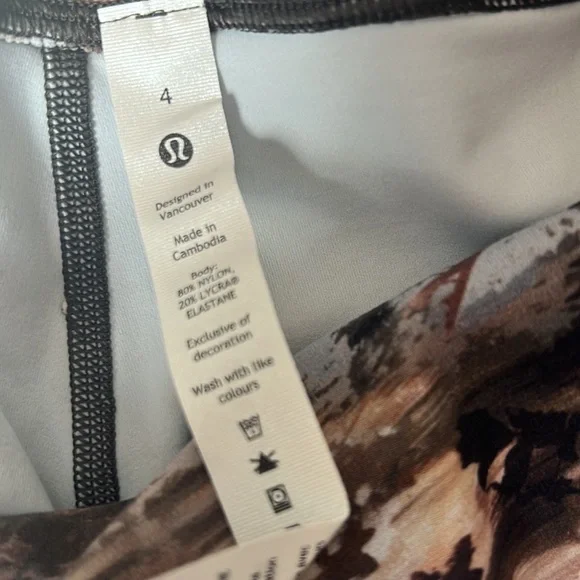 4
Designed in
Vancouver
Made in
Cambodia
Body:
80% NYLON,
20% LYCRA®
ELASTANE
Exclusive of
decoration
Wash with like
colours
avec